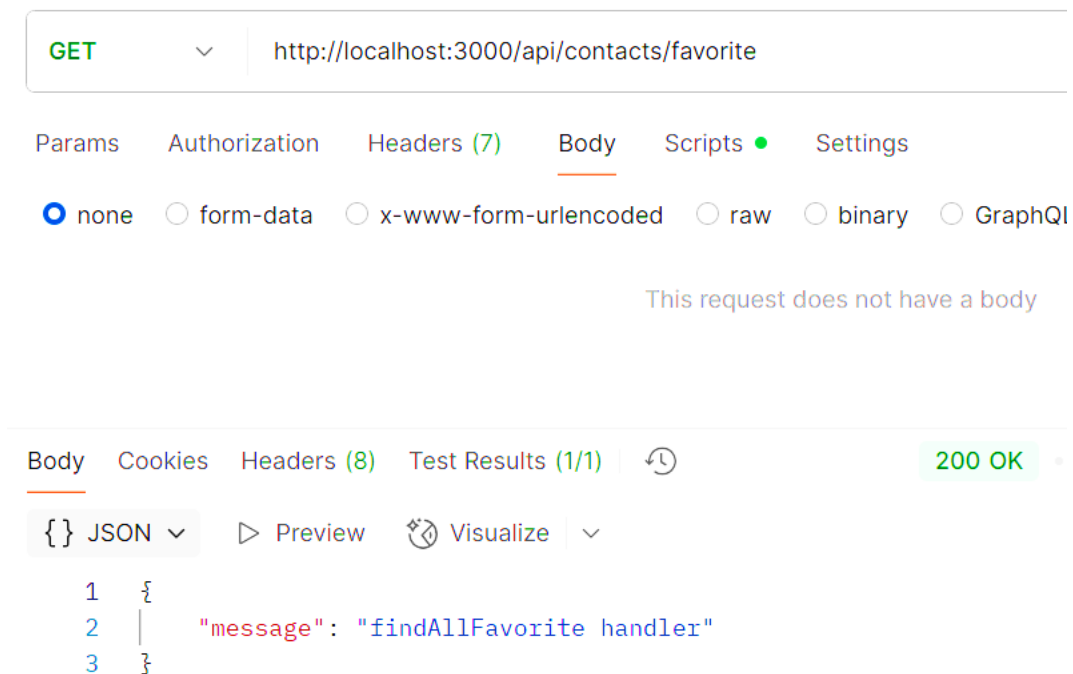 GET http://localhost:3000/api/contacts/favorite
Params Authorization Headers (7) Body Scripts Settings
none form-data x-www-form-urlencoded raw binary GraphQL
This request does not have a body
Body Cookies Headers (8) Test Results (1/1) 200 OK
{} JSON Preview Visualize
1 {
2 "message": "findAllFavorite handler"
3 }